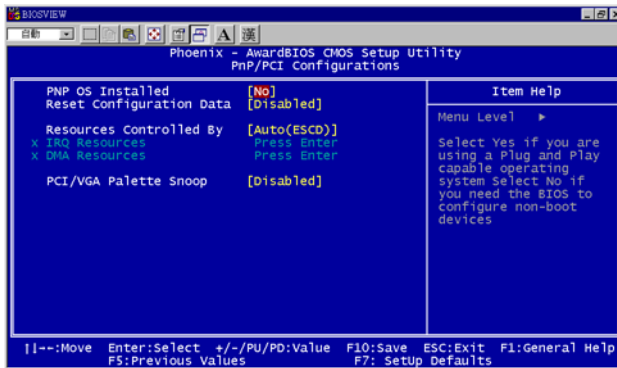 BIOSVIEW
自動
A 漢
Phoenix - AwardBIOS CMOS Setup Utility
PnP/PCI Configurations
PNP OS Installed [No]
Reset Configuration Data [Disabled]
Resources Controlled By [Auto(ESCD)]
x IRQ Resources Press Enter
x DMA Resources Press Enter
PCI/VGA Palette Snoop [Disabled]
Item Help
Menu Level ►
Select Yes if you are
using a Plug and Play
capable operating
system Select No if
you need the BIOS to
configure non-boot
devices
↑↓→←:Move Enter:Select +/-/PU/PD:Value F10:Save ESC:Exit F1:General Help
F5:Previous Values F7: SetUp Defaults